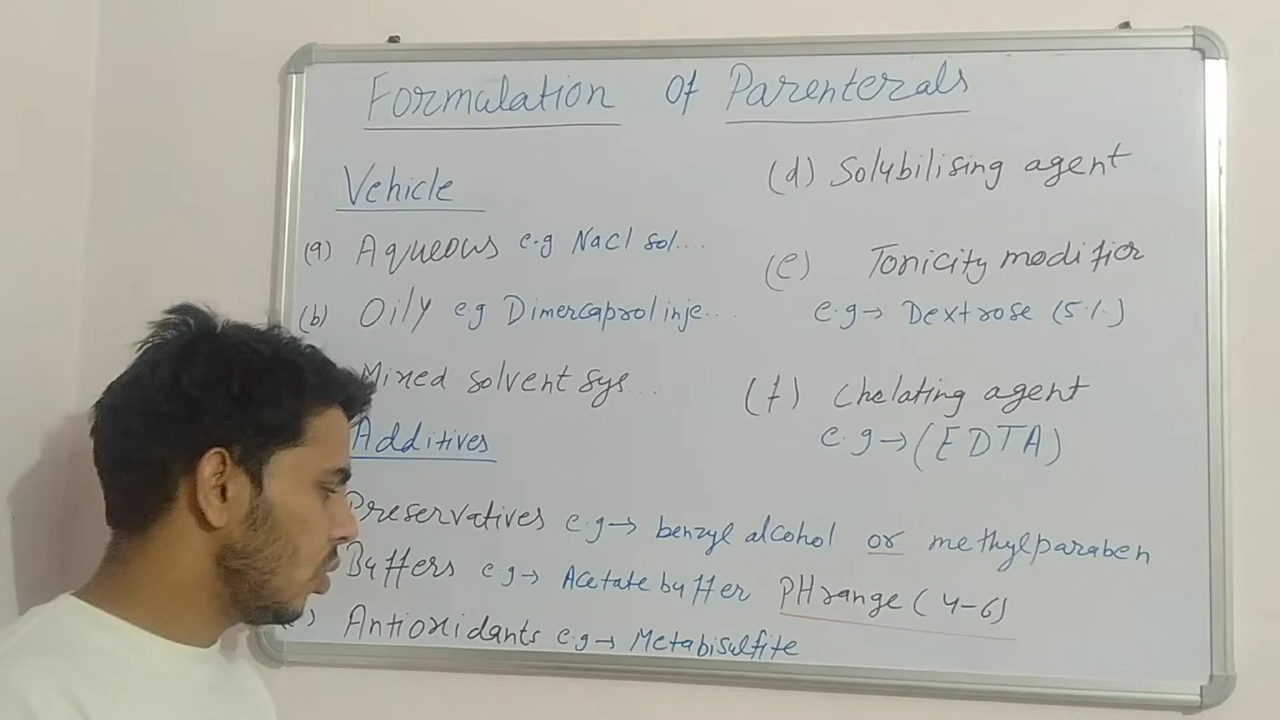 Formulation Of Parenterals
Vehicle
(a) Aqueous e.g NaCl sol....
(b) Oily e.g Dimercaprol inje...
Mixed solvent sys...
Additives
Preservatives e.g→ benzyl alcohol or methylparaben
Buffers e.g→ Acetate buffer PH range (4-6)
) Antioxidants e.g→ Metabisulfite
(d) Solubilising agent
(e) Tonicity modifier
e.g→ Dextrose (5%)
(f) Chelating agent
e.g→ (EDTA)